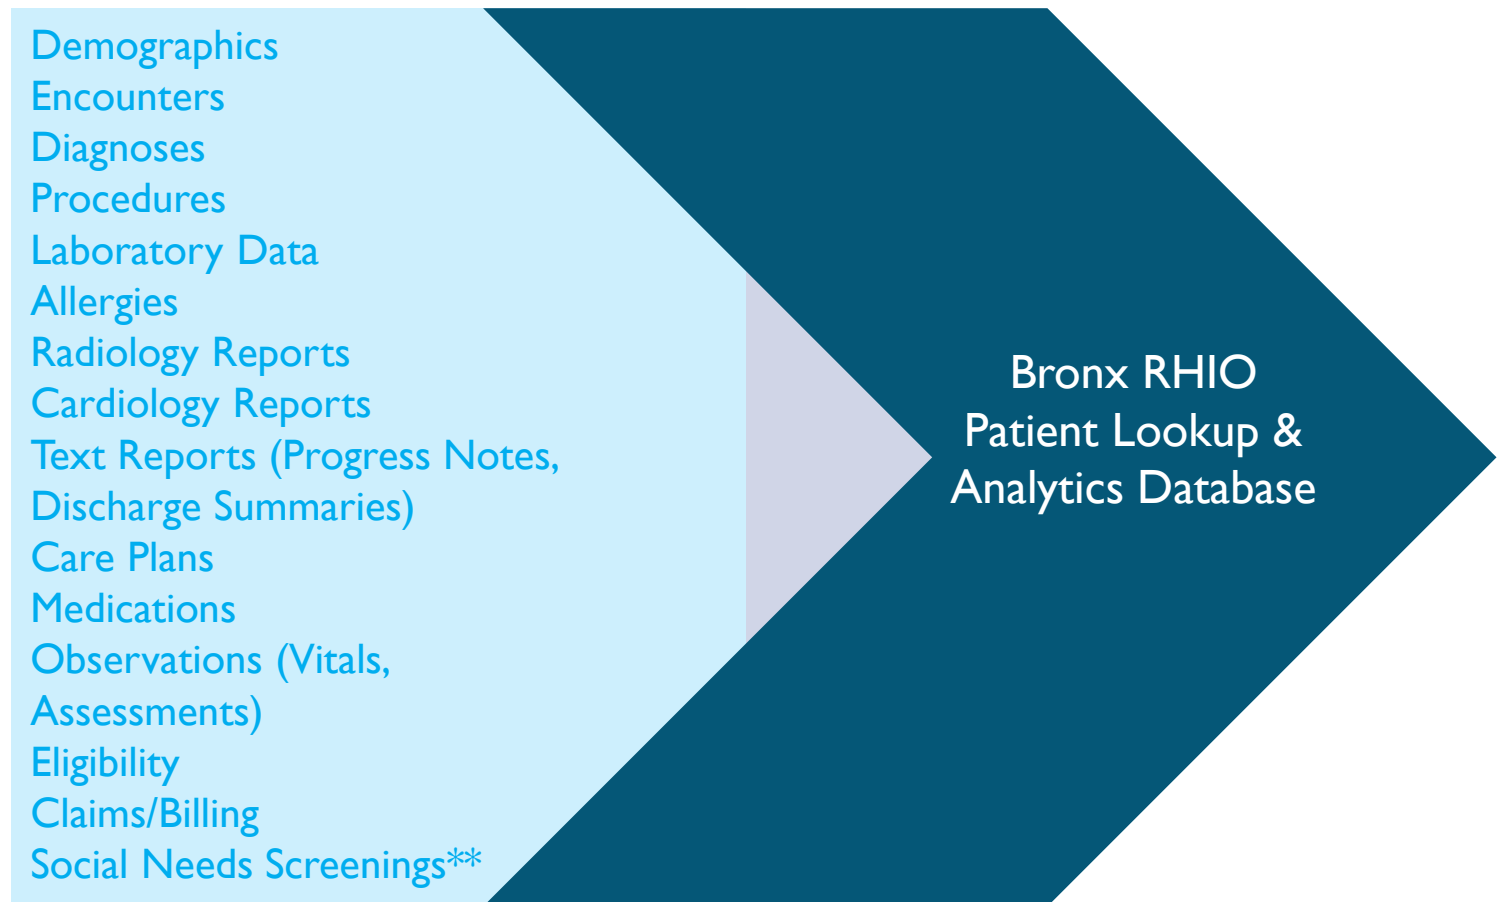 Demographics
Encounters
Diagnoses
Procedures
Laboratory Data
Allergies
Radiology Reports
Cardiology Reports
Text Reports (Progress Notes,
Discharge Summaries)
Care Plans
Medications
Observations (Vitals,
Assessments)
Eligibility
Claims/Billing
Social Needs Screenings**
Bronx RHIO
Patient Lookup &
Analytics Database